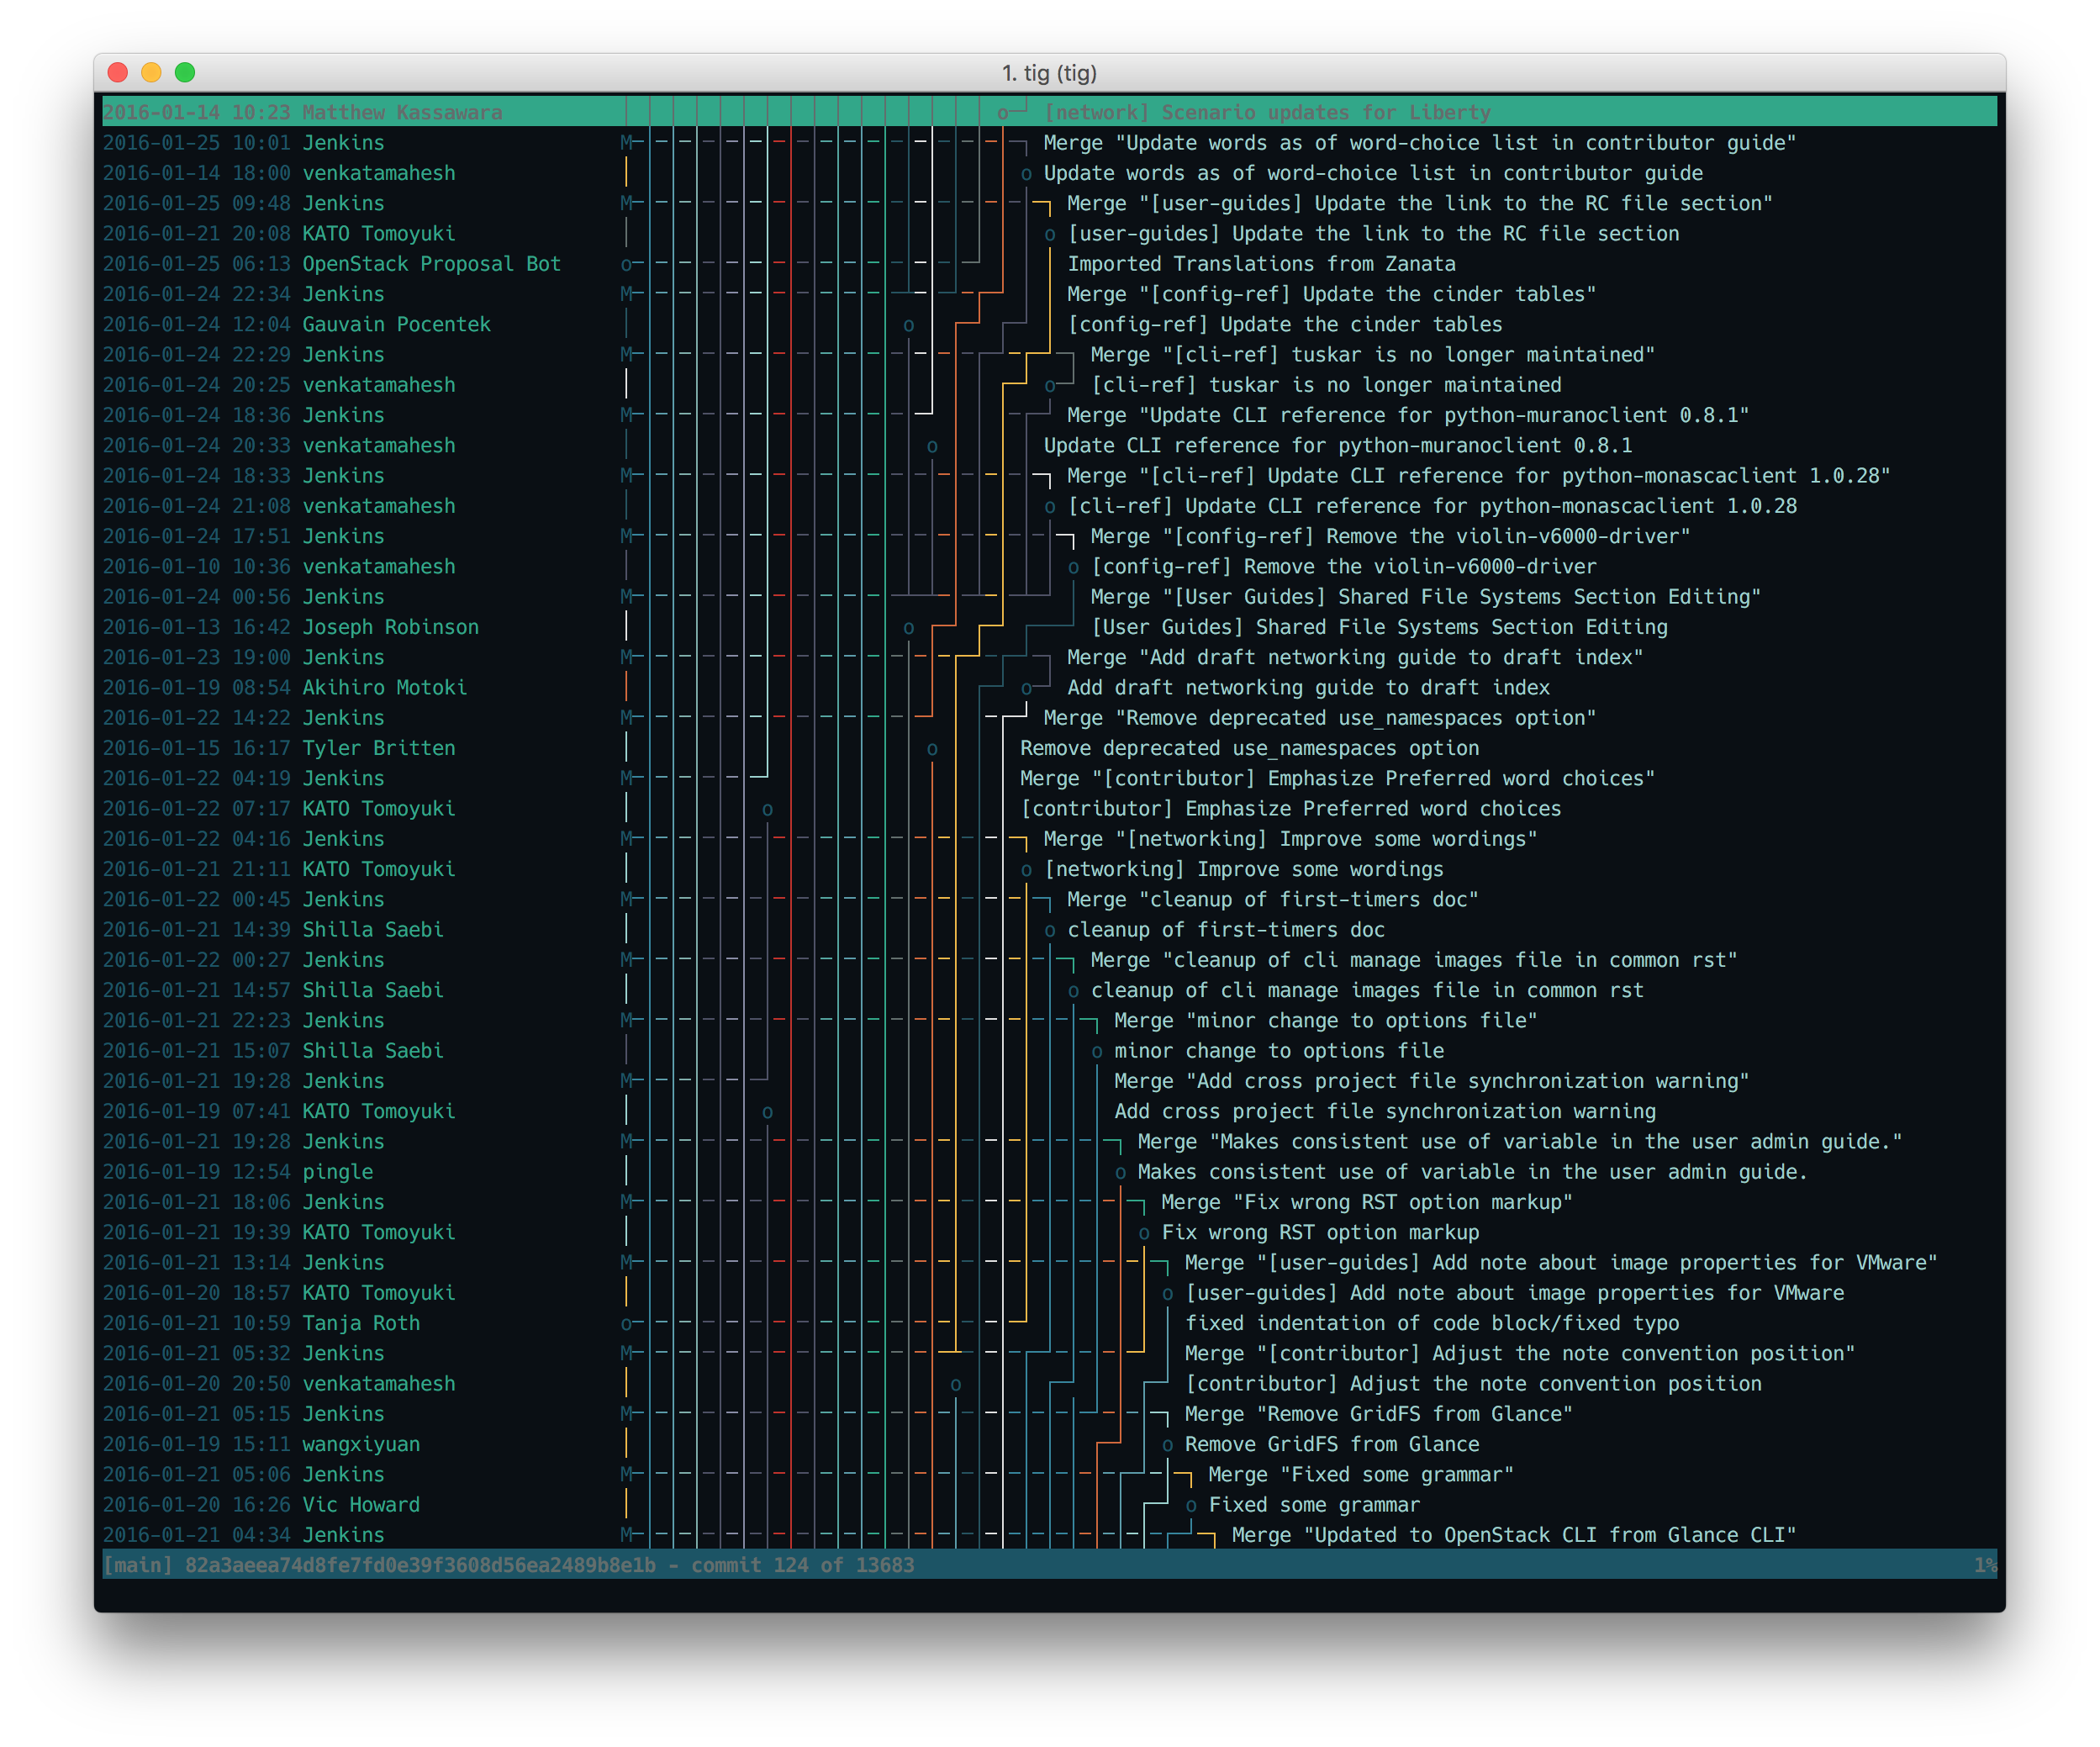 1. tig (tig)
2016-01-14 10:23 Matthew Kassawara o [network] Scenario updates for Liberty
2016-01-25 10:01 Jenkins M Merge "Update words as of word-choice list in contributor guide"
2016-01-14 18:00 venkatamahesh o Update words as of word-choice list in contributor guide
2016-01-25 09:48 Jenkins M Merge "[user-guides] Update the link to the RC file section"
2016-01-21 20:08 KATO Tomoyuki o [user-guides] Update the link to the RC file section
2016-01-25 06:13 OpenStack Proposal Bot o Imported Translations from Zanata
2016-01-24 22:34 Jenkins M Merge "[config-ref] Update the cinder tables"
2016-01-24 12:04 Gauvain Pocentek o [config-ref] Update the cinder tables
2016-01-24 22:29 Jenkins M Merge "[cli-ref] tuskar is no longer maintained"
2016-01-24 20:25 venkatamahesh o [cli-ref] tuskar is no longer maintained
2016-01-24 18:36 Jenkins M Merge "Update CLI reference for python-muranoclient 0.8.1"
2016-01-24 20:33 venkatamahesh o Update CLI reference for python-muranoclient 0.8.1
2016-01-24 18:33 Jenkins M Merge "[cli-ref] Update CLI reference for python-monascaclient 1.0.28"
2016-01-24 21:08 venkatamahesh o [cli-ref] Update CLI reference for python-monascaclient 1.0.28
2016-01-24 17:51 Jenkins M Merge "[config-ref] Remove the violin-v6000-driver"
2016-01-10 10:36 venkatamahesh o [config-ref] Remove the violin-v6000-driver
2016-01-24 00:56 Jenkins M Merge "[User Guides] Shared File Systems Section Editing"
2016-01-13 16:42 Joseph Robinson o [User Guides] Shared File Systems Section Editing
2016-01-23 19:00 Jenkins M Merge "Add draft networking guide to draft index"
2016-01-19 08:54 Akihiro Motoki o Add draft networking guide to draft index
2016-01-22 14:22 Jenkins M Merge "Remove deprecated use_namespaces option"
2016-01-15 16:17 Tyler Britten o Remove deprecated use_namespaces option
2016-01-22 04:19 Jenkins M Merge "[contributor] Emphasize Preferred word choices"
2016-01-22 07:17 KATO Tomoyuki o [contributor] Emphasize Preferred word choices
2016-01-22 04:16 Jenkins M Merge "[networking] Improve some wordings"
2016-01-21 21:11 KATO Tomoyuki o [networking] Improve some wordings
2016-01-22 00:45 Jenkins M Merge "cleanup of first-timers doc"
2016-01-21 14:39 Shilla Saebi o cleanup of first-timers doc
2016-01-22 00:27 Jenkins M Merge "cleanup of cli manage images file in common rst"
2016-01-21 14:57 Shilla Saebi o cleanup of cli manage images file in common rst
2016-01-21 22:23 Jenkins M Merge "minor change to options file"
2016-01-21 15:07 Shilla Saebi o minor change to options file
2016-01-21 19:28 Jenkins M Merge "Add cross project file synchronization warning"
2016-01-19 07:41 KATO Tomoyuki o Add cross project file synchronization warning
2016-01-21 19:28 Jenkins M Merge "Makes consistent use of variable in the user admin guide."
2016-01-19 12:54 pingle o Makes consistent use of variable in the user admin guide.
2016-01-21 18:06 Jenkins M Merge "Fix wrong RST option markup"
2016-01-21 19:39 KATO Tomoyuki o Fix wrong RST option markup
2016-01-21 13:14 Jenkins M Merge "[user-guides] Add note about image properties for VMware"
2016-01-20 18:57 KATO Tomoyuki o [user-guides] Add note about image properties for VMware
2016-01-21 10:59 Tanja Roth o fixed indentation of code block/fixed typo
2016-01-21 05:32 Jenkins M Merge "[contributor] Adjust the note convention position"
2016-01-20 20:50 venkatamahesh o [contributor] Adjust the note convention position
2016-01-21 05:15 Jenkins M Merge "Remove GridFS from Glance"
2016-01-19 15:11 wangxiyuan o Remove GridFS from Glance
2016-01-21 05:06 Jenkins M Merge "Fixed some grammar"
2016-01-20 16:26 Vic Howard o Fixed some grammar
2016-01-21 04:34 Jenkins M Merge "Updated to OpenStack CLI from Glance CLI"
[main] 82a3aeea74d8fe7fd0e39f3608d56ea2489b8e1b - commit 124 of 13683 1%